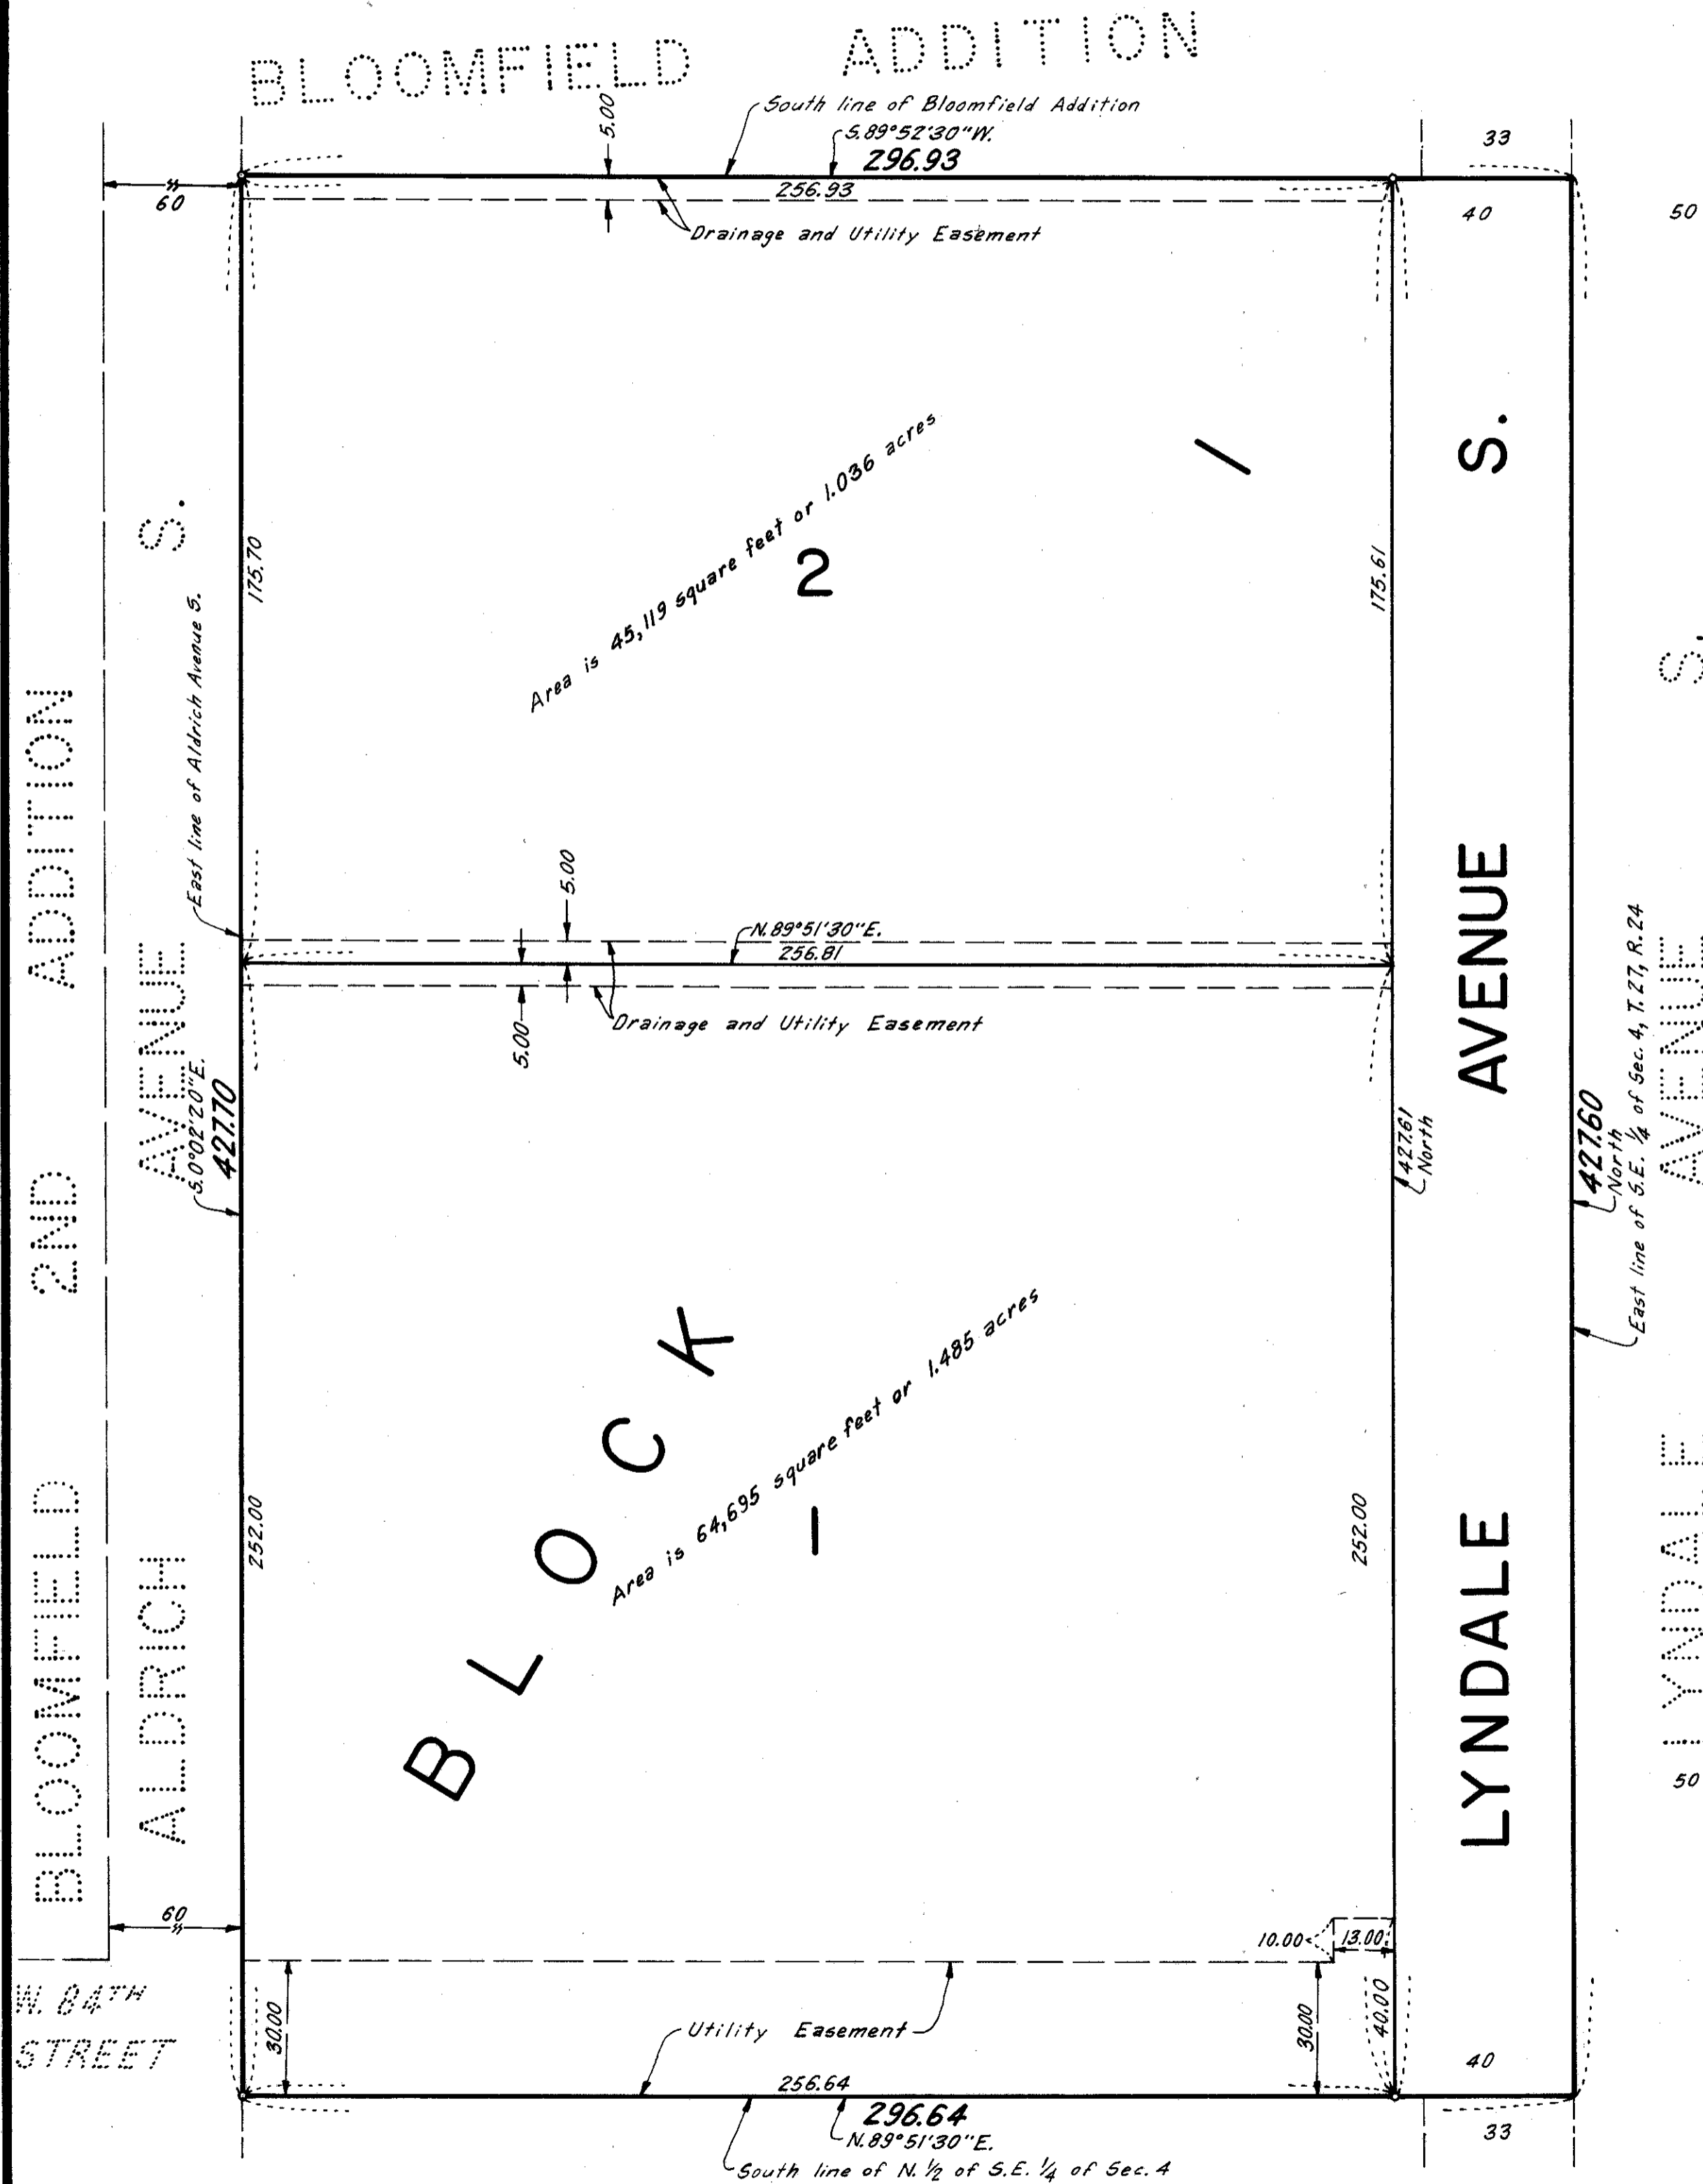 BLOOMFIELD ADDITION
South line of Bloomfield Addition
5.00
S.89°52'30"W.
33
296.93
256.93
60
40
50
Drainage and Utility Easement
S.
175.70
Area is 45,119 square feet or 1.036 acres
2
1
175.61
S.
S.
East line of Aldrich Avenue S.
BLOOMFIELD 2ND ADDITION
ALDRICH AVENUE
5.00
N.89°51'30"E.
256.81
5.00
Drainage and Utility Easement
S.0°02'20"E.
427.70
427.61
North
LYNDALE AVENUE
427.60
North
East line of S.E. 1/4 of Sec. 4, T.27, R.24
LYNDALE AVENUE
BLOCK
Area is 64,695 square feet or 1.485 acres
1
252.00
252.00
50
60
10.00
13.00
W. 84TH
STREET
30.00
Utility Easement
30.00
40.00
40
256.64
296.64
N.89°51'30"E.
33
South line of N. 1/2 of S.E. 1/4 of Sec. 4